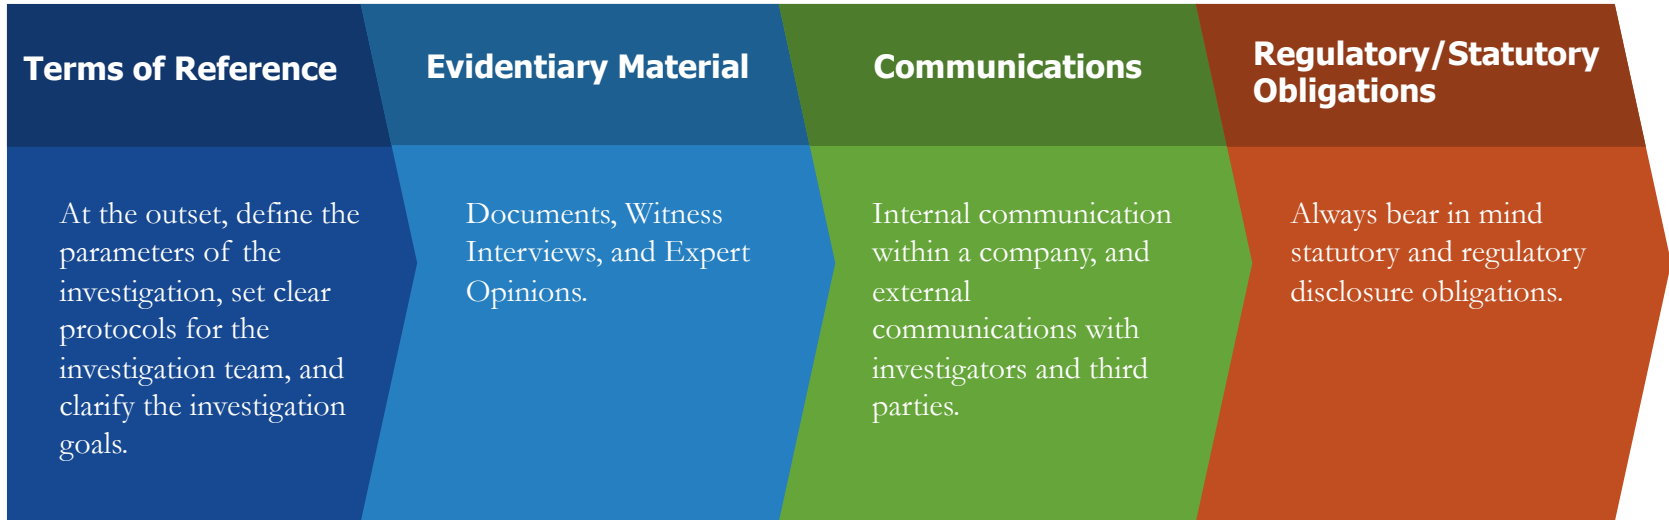 Terms of Reference
At the outset, define the
parameters of the
investigation, set clear
protocols for the
investigation team, and
clarify the investigation
goals.
Evidentiary Material
Documents, Witness
Interviews, and Expert
Opinions.
Communications
Internal communication
within a company, and
external
communications with
investigators and third
parties.
Regulatory/Statutory
Obligations
Always bear in mind
statutory and regulatory
disclosure obligations.